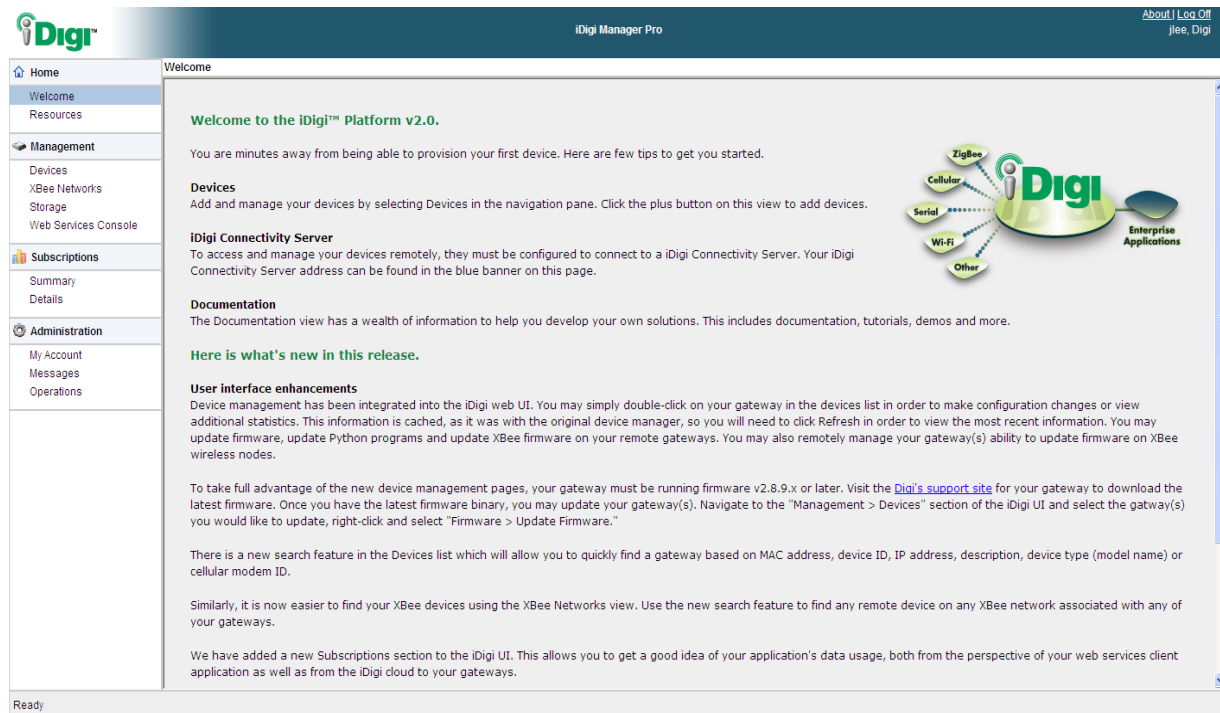 iDigi™
iDigi Manager Pro
About | Log Off
jlee, Digi
Home
Welcome
Resources
Management
Devices
XBee Networks
Storage
Web Services Console
Subscriptions
Summary
Details
Administration
My Account
Messages
Operations
Welcome
Welcome to the iDigi™ Platform v2.0.
You are minutes away from being able to provision your first device. Here are few tips to get you started.
Devices
Add and manage your devices by selecting Devices in the navigation pane. Click the plus button on this view to add devices.
iDigi Connectivity Server
To access and manage your devices remotely, they must be configured to connect to a iDigi Connectivity Server. Your iDigi
Connectivity Server address can be found in the blue banner on this page.
ZigBee
Cellular
Serial
Wi-Fi
Other
iDigi
Enterprise
Applications
Documentation
The Documentation view has a wealth of information to help you develop your own solutions. This includes documentation, tutorials, demos and more.
Here is what's new in this release.
User interface enhancements
Device management has been integrated into the iDigi web UI. You may simply double-click on your gateway in the devices list in order to make configuration changes or view
additional statistics. This information is cached, as it was with the original device manager, so you will need to click Refresh in order to view the most recent information. You may
update firmware, update Python programs and update XBee firmware on your remote gateways. You may also remotely manage your gateway(s) ability to update firmware on XBee
wireless nodes.
To take full advantage of the new device management pages, your gateway must be running firmware v2.8.9.x or later. Visit the Digi's support site for your gateway to download the
latest firmware. Once you have the latest firmware binary, you may update your gateway(s). Navigate to the "Management > Devices" section of the iDigi UI and select the gatway(s)
you would like to update, right-click and select "Firmware > Update Firmware."
There is a new search feature in the Devices list which will allow you to quickly find a gateway based on MAC address, device ID, IP address, description, device type (model name) or
cellular modem ID.
Similarly, it is now easier to find your XBee devices using the XBee Networks view. Use the new search feature to find any remote device on any XBee network associated with any of
your gateways.
We have added a new Subscriptions section to the iDigi UI. This allows you to get a good idea of your application's data usage, both from the perspective of your web services client
application as well as from the iDigi cloud to your gateways.
Ready